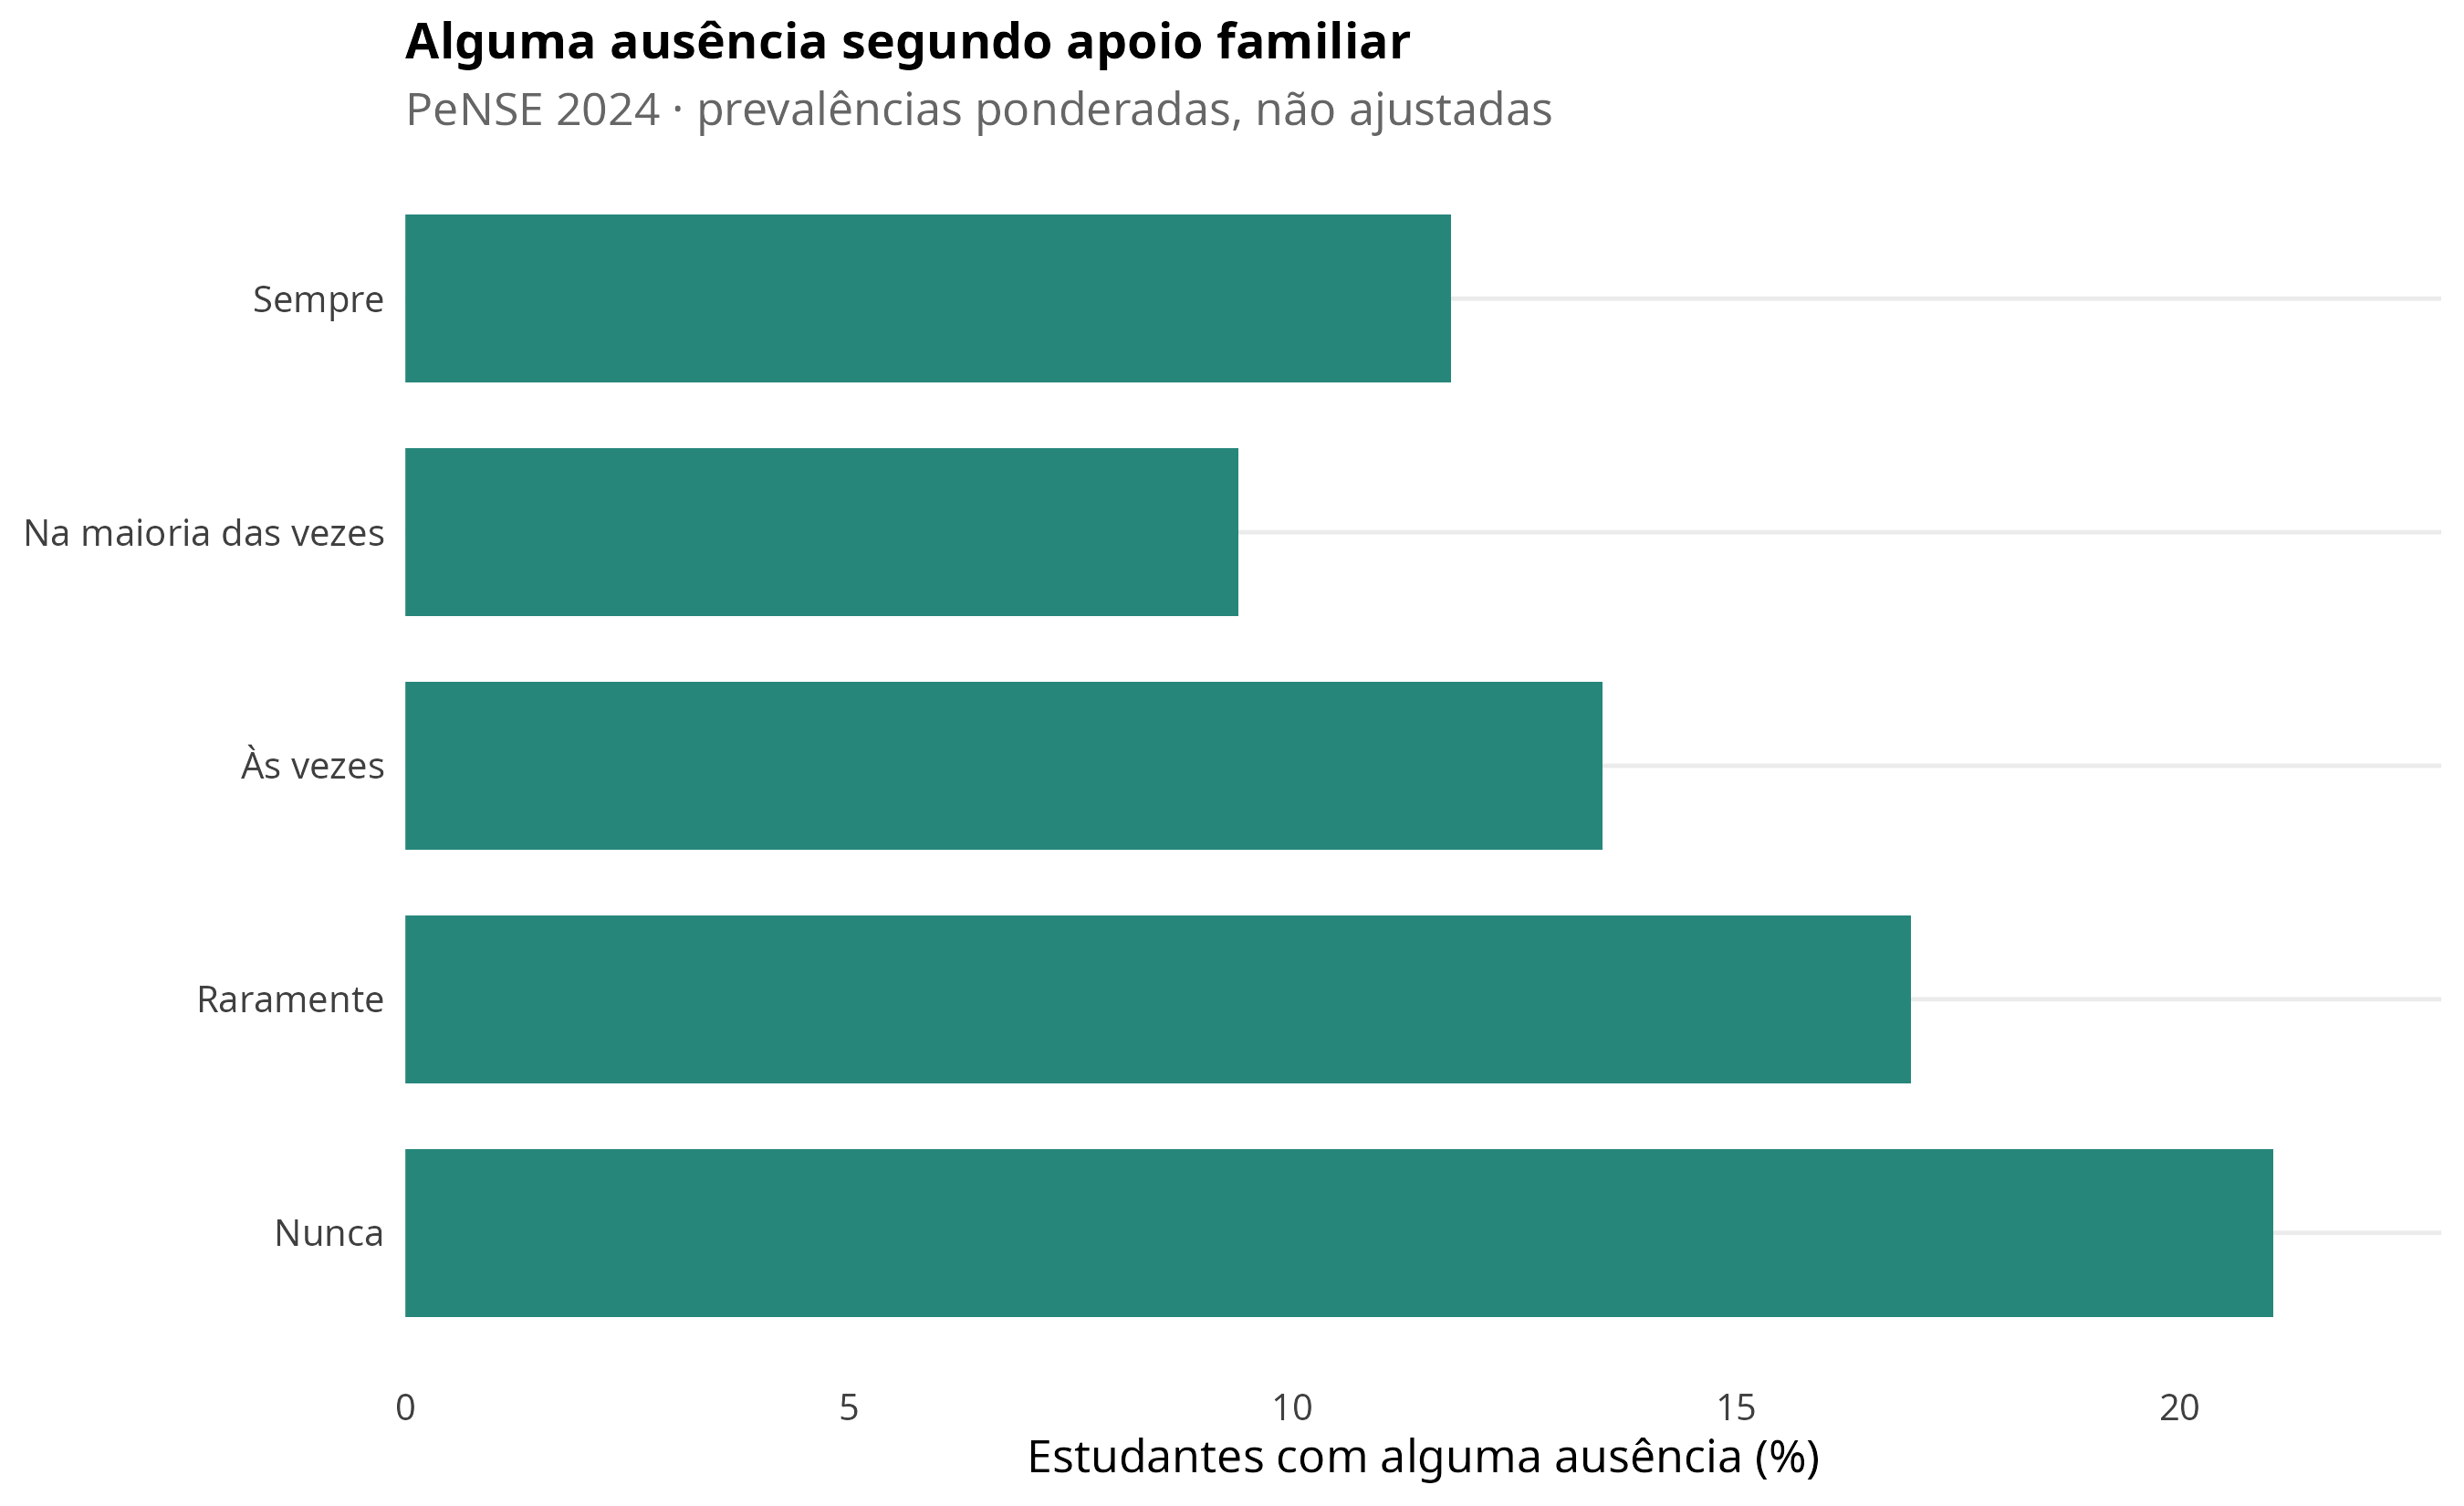 Alguma ausência segundo apoio familiar
PeNSE 2024 · prevalências ponderadas, não ajustadas
Sempre
Na maioria das vezes
Às vezes
Raramente
Nunca
0 5 10 15 20
Estudantes com alguma ausência (%)